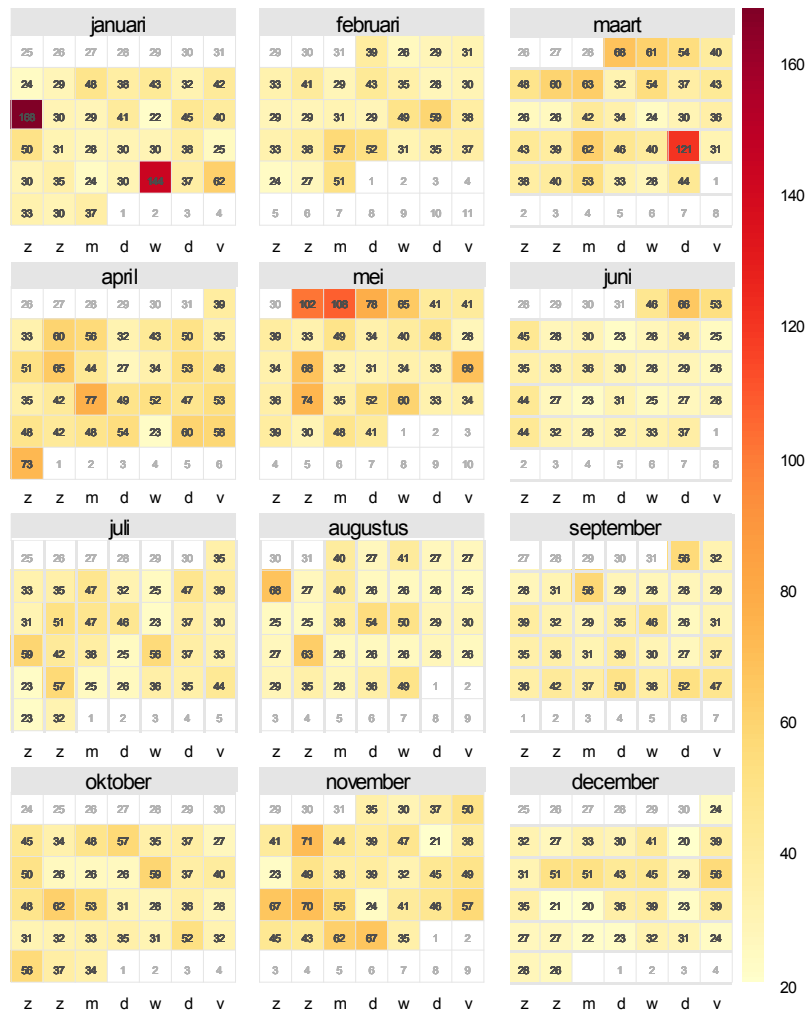 januari februari maart
25 26 27 28 29 30 31 29 30 31 39 26 29 31 26 27 28 68 61 54 40
24 29 48 38 43 32 42 33 41 29 43 35 28 30 48 60 63 32 54 37 43
168 30 29 41 22 45 40 29 29 31 29 49 59 38 26 26 42 34 24 30 36
50 31 28 30 30 38 25 33 38 57 52 31 35 37 43 39 62 46 40 121 31
30 35 24 30 144 37 62 24 27 51 1 2 3 4 38 40 53 33 28 44 1
33 30 37 1 2 3 4 5 6 7 8 9 10 11 2 3 4 5 6 7 8
z z m d w d v z z m d w d v z z m d w d v
april mei juni
26 27 28 29 30 31 39 30 102 108 78 65 41 41 28 29 30 31 46 66 53
33 60 56 32 43 50 35 39 33 49 34 40 48 28 45 28 30 23 28 34 25
51 65 44 27 34 53 46 34 68 32 31 34 33 69 35 33 36 30 28 29 26
35 42 77 49 52 47 53 36 74 35 52 60 33 34 44 27 23 31 25 27 28
48 42 48 54 23 60 58 39 30 48 41 1 2 3 44 32 28 32 33 37 1
73 1 2 3 4 5 6 4 5 6 7 8 9 10 2 3 4 5 6 7 8
z z m d w d v z z m d w d v z z m d w d v
juli augustus september
25 26 27 28 29 30 35 30 31 40 27 41 27 27 27 28 29 30 31 56 32
33 35 47 32 25 47 39 68 27 40 26 26 26 25 28 31 58 29 28 28 29
31 51 47 46 23 37 30 25 25 38 54 50 29 30 39 32 29 35 46 26 31
59 42 38 25 56 37 33 27 63 26 26 26 28 26 35 36 31 39 30 27 37
23 57 25 26 36 35 44 29 35 28 36 49 1 2 36 42 37 50 38 52 47
23 32 1 2 3 4 5 3 4 5 6 7 8 9 1 2 3 4 5 6 7
z z m d w d v z z m d w d v z z m d w d v
oktober november december
24 25 26 27 28 29 30 29 30 31 35 30 37 50 25 26 27 28 29 30 24
45 34 48 57 35 37 27 41 71 44 39 47 21 38 32 27 33 30 41 20 39
50 26 26 26 59 37 40 23 49 38 39 32 45 49 31 51 51 43 45 29 56
48 62 53 31 28 36 28 67 70 55 24 41 46 57 35 21 20 36 39 23 39
31 32 33 35 31 52 32 45 43 62 67 35 1 2 27 27 22 23 32 31 24
56 37 34 1 2 3 4 3 4 5 6 7 8 9 28 26 1 2 3 4
z z m d w d v z z m d w d v z z m d w d v
160
140
120
100
80
60
40
20